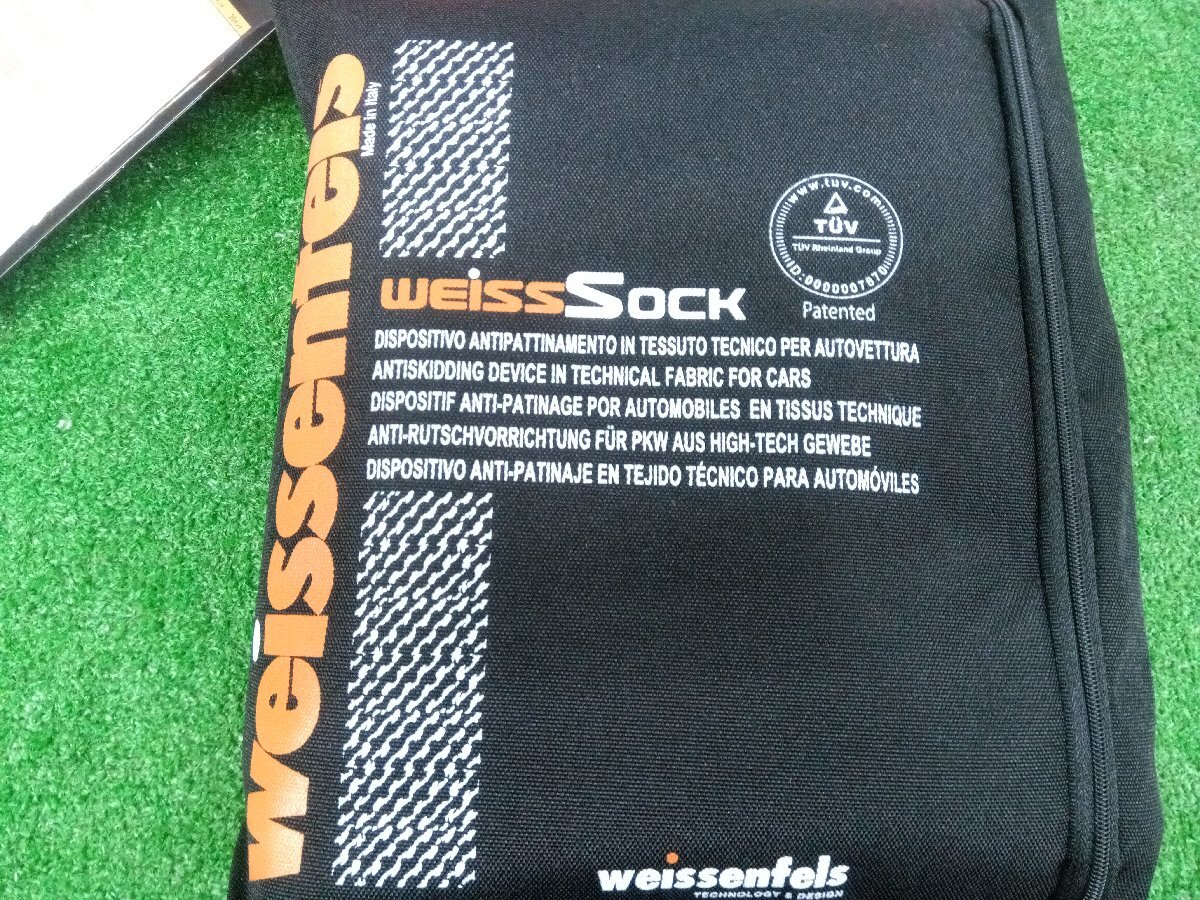 weissenfels
Made in Italy
www.tuv.com
TÜV
TÜV Rheinland Group
ID:0000007670
Patented
weissSock
DISPOSITIVO ANTIPATTINAMENTO IN TESSUTO TECNICO PER AUTOVETTURA
ANTISKIDDING DEVICE IN TECHNICAL FABRIC FOR CARS
DISPOSITIF ANTI-PATINAGE POR AUTOMOBILES EN TISSUS TECHNIQUE
ANTI-RUTSCHVORRICHTUNG FÜR PKW AUS HIGH-TECH GEWEBE
DISPOSITIVO ANTI-PATINAJE EN TEJIDO TÉCNICO PARA AUTOMÓVILES
weissenfels
TECHNOLOGY & DESIGN